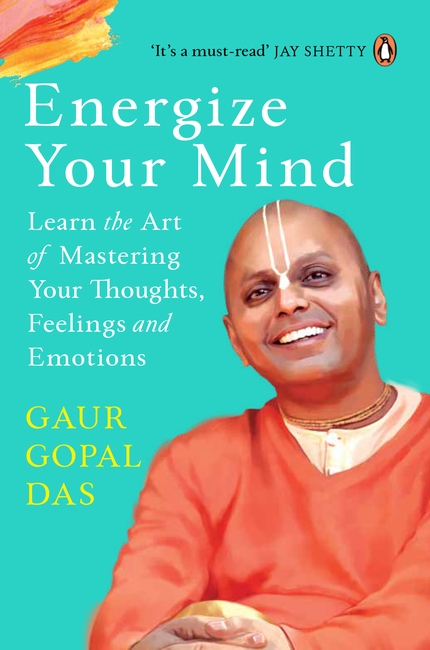 ‘It’s a must-read’ JAY SHETTY
Energize
Your Mind
Learn the Art
of Mastering
Your Thoughts,
Feelings and
Emotions
GAUR
GOPAL
DAS